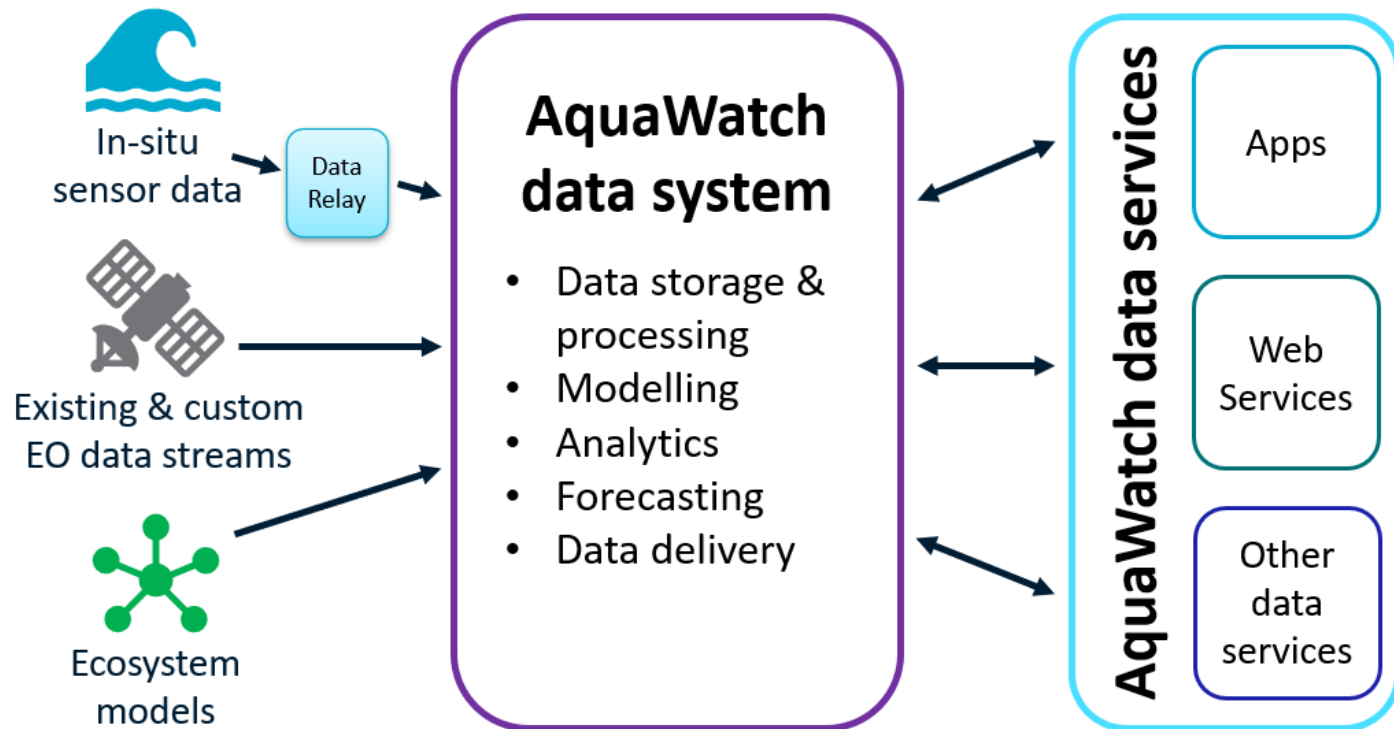 In-situ
sensor data
Data
Relay
Existing & custom
EO data streams
Ecosystem
models
AquaWatch
data system
• Data storage &
processing
• Modelling
• Analytics
• Forecasting
• Data delivery
AquaWatch data services
Apps
Web
Services
Other
data
services